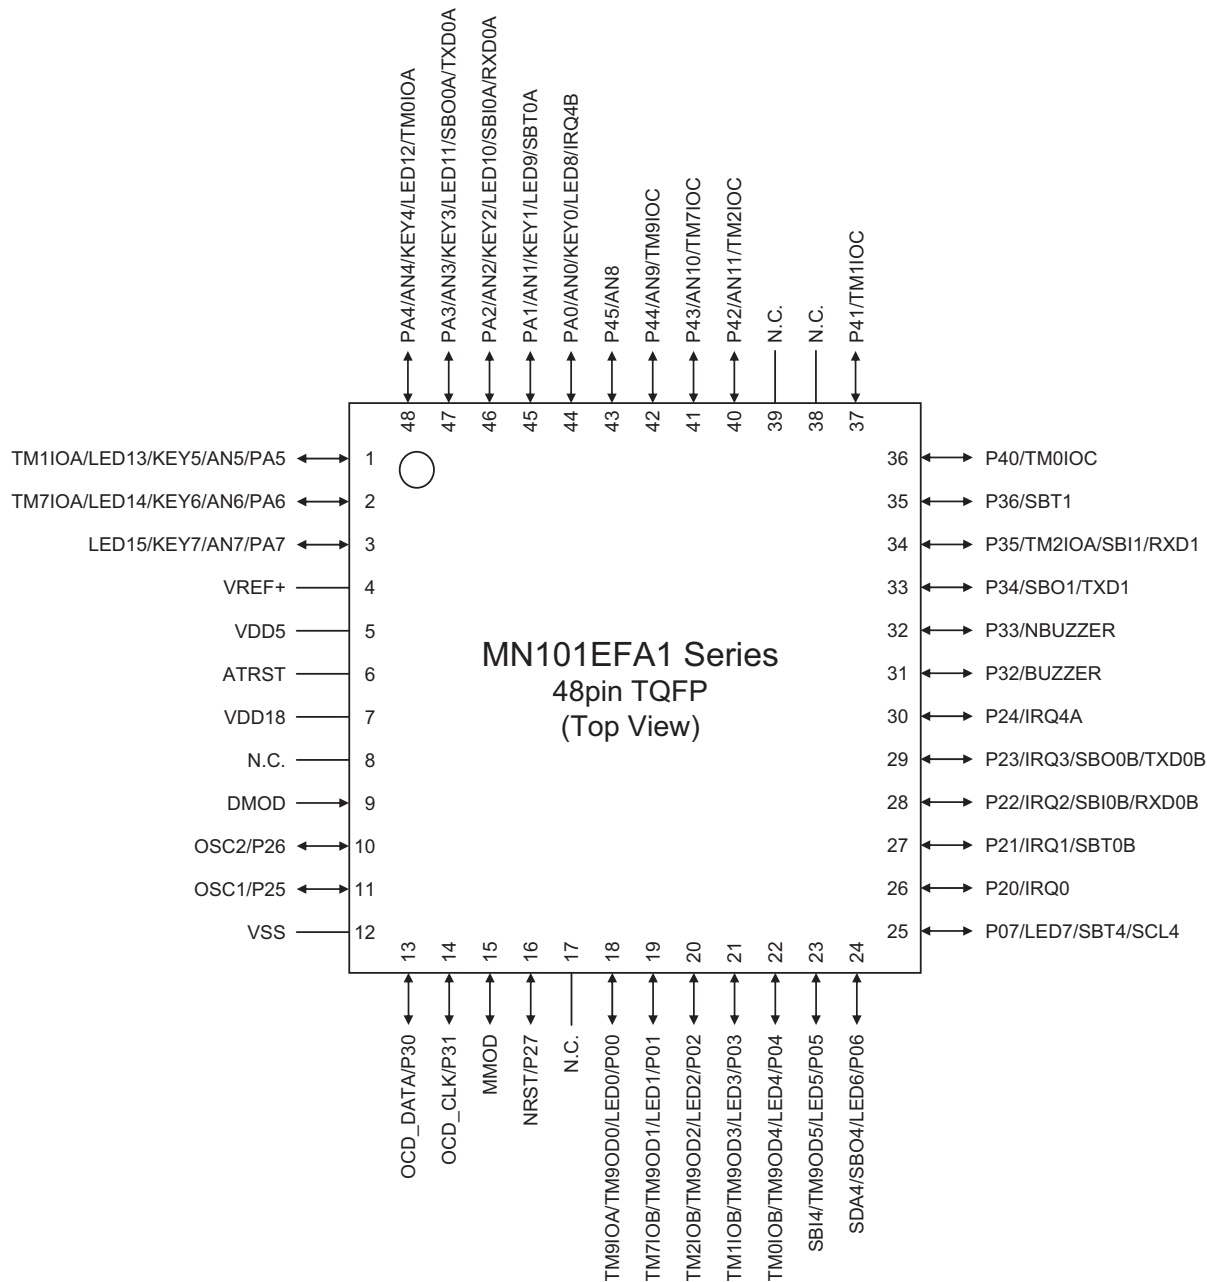 PA4/AN4/KEY4/LED12/TM0IOA
PA3/AN3/KEY3/LED11/SBO0A/TXD0A
PA2/AN2/KEY2/LED10/SBI0A/RXD0A
PA1/AN1/KEY1/LED9/SBT0A
PA0/AN0/KEY0/LED8/IRQ4B
P45/AN8
P44/AN9/TM9IOC
P43/AN10/TM7IOC
P42/AN11/TM2IOC
N.C.
N.C.
P41/TM1IOC
48
47
46
45
44
43
42
41
40
39
38
37
TM1IOA/LED13/KEY5/AN5/PA5 1
TM7IOA/LED14/KEY6/AN6/PA6 2
LED15/KEY7/AN7/PA7 3
VREF+ 4
VDD5 5
ATRST 6
VDD18 7
N.C. 8
DMOD 9
OSC2/P26 10
OSC1/P25 11
VSS 12
MN101EFA1 Series
48pin TQFP
(Top View)
36 P40/TM0IOC
35 P36/SBT1
34 P35/TM2IOA/SBI1/RXD1
33 P34/SBO1/TXD1
32 P33/NBUZZER
31 P32/BUZZER
30 P24/IRQ4A
29 P23/IRQ3/SBO0B/TXD0B
28 P22/IRQ2/SBI0B/RXD0B
27 P21/IRQ1/SBT0B
26 P20/IRQ0
25 P07/LED7/SBT4/SCL4
13
14
15
16
17
18
19
20
21
22
23
24
OCD_DATA/P30
OCD_CLK/P31
MMOD
NRST/P27
N.C.
TM9IOA/TM9OD0/LED0/P00
TM7IOB/TM9OD1/LED1/P01
TM2IOB/TM9OD2/LED2/P02
TM1IOB/TM9OD3/LED3/P03
TM0IOB/TM9OD4/LED4/P04
SBI4/TM9OD5/LED5/P05
SDA4/SBO4/LED6/P06